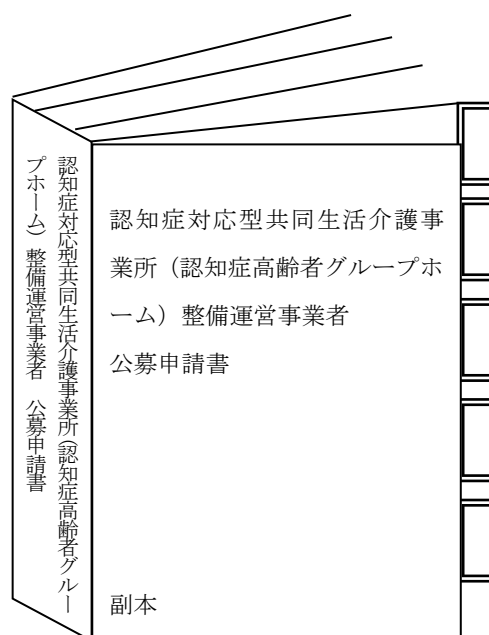 認知症対応型共同生活介護事業所（認知症高齢者グルー
プホーム）整備運営事業者　公募申請書
認知症対応型共同生活介護事
業所（認知症高齢者グループホ
ーム）整備運営事業者
公募申請書
副本